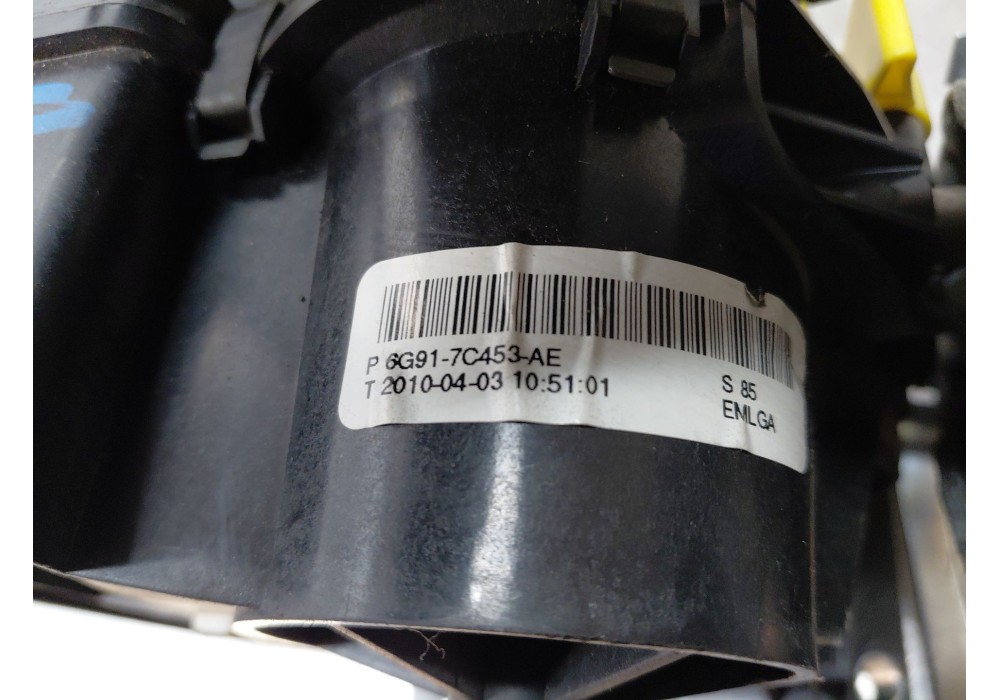 P 6G91-7C453-AE
T 2010-04-03 10:51:01
S 85
EMLGA